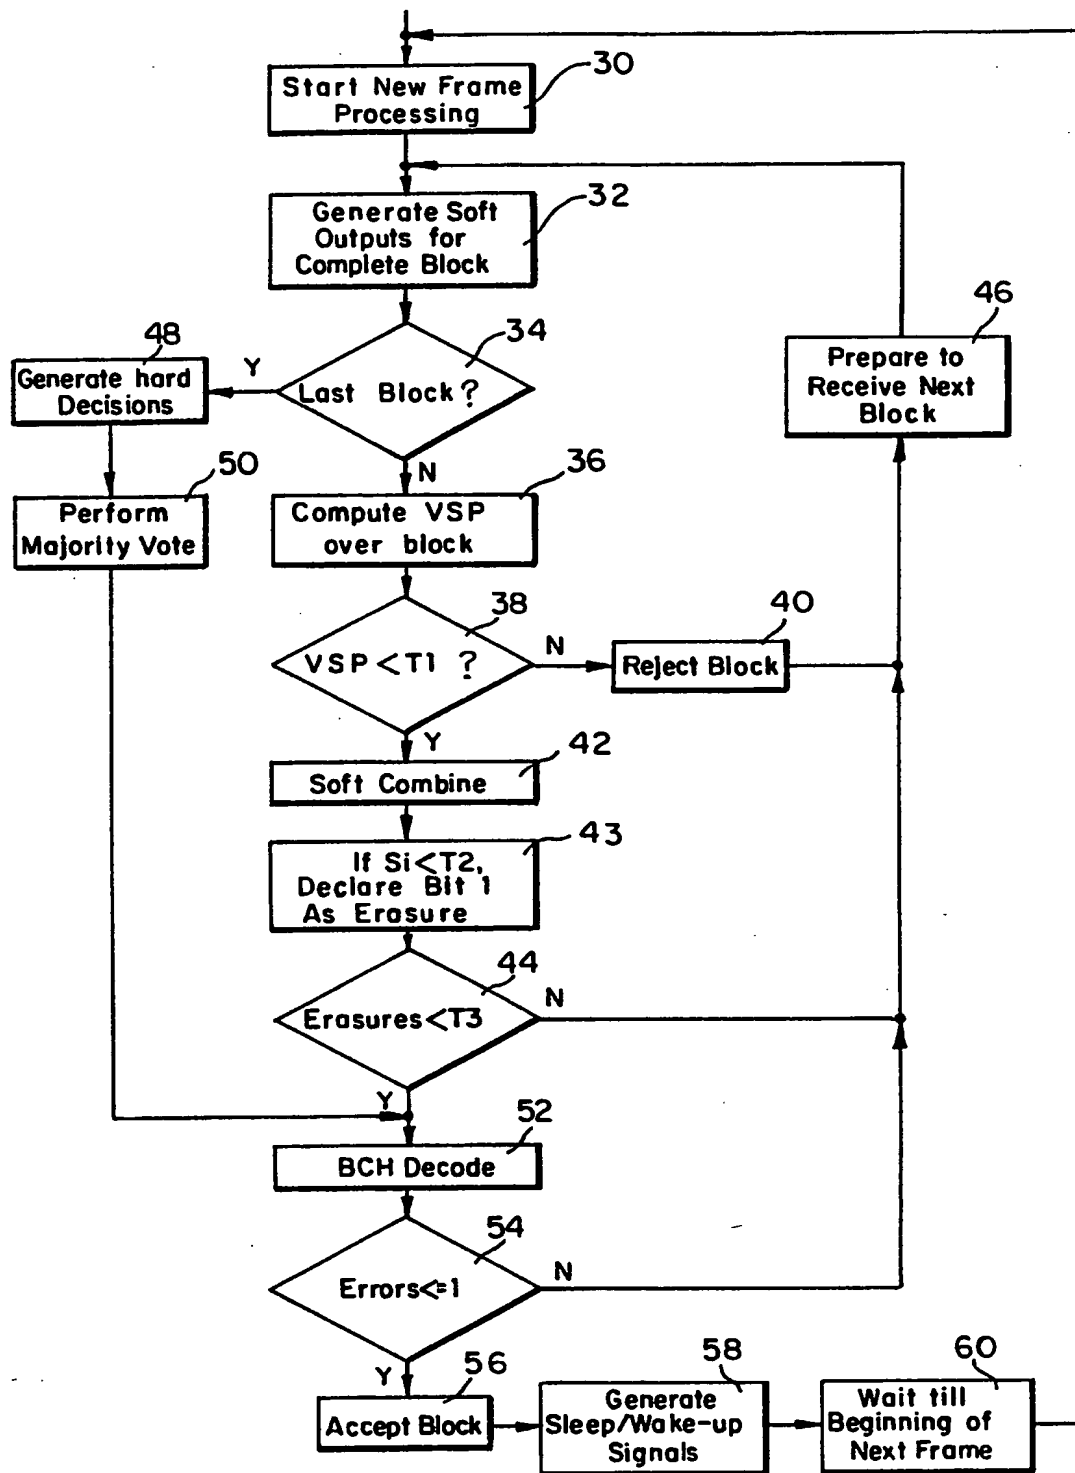 30
Start New Frame
Processing
32
Generate Soft
Outputs for
Complete Block
34
Last Block?
Y
N
48
Generate hard
Decisions
46
Prepare to
Receive Next
Block
50
Perform
Majority Vote
36
Compute VSP
over block
38
VSP<T1 ?
N
Y
40
Reject Block
42
Soft Combine
43
If Si<T2,
Declare Bit 1
As Erasure
44
Erasures<T3
N
Y
52
BCH Decode
54
Errors<=1
N
Y
56
Accept Block
58
Generate
Sleep/Wake-up
Signals
60
Wait till
Beginning of
Next Frame